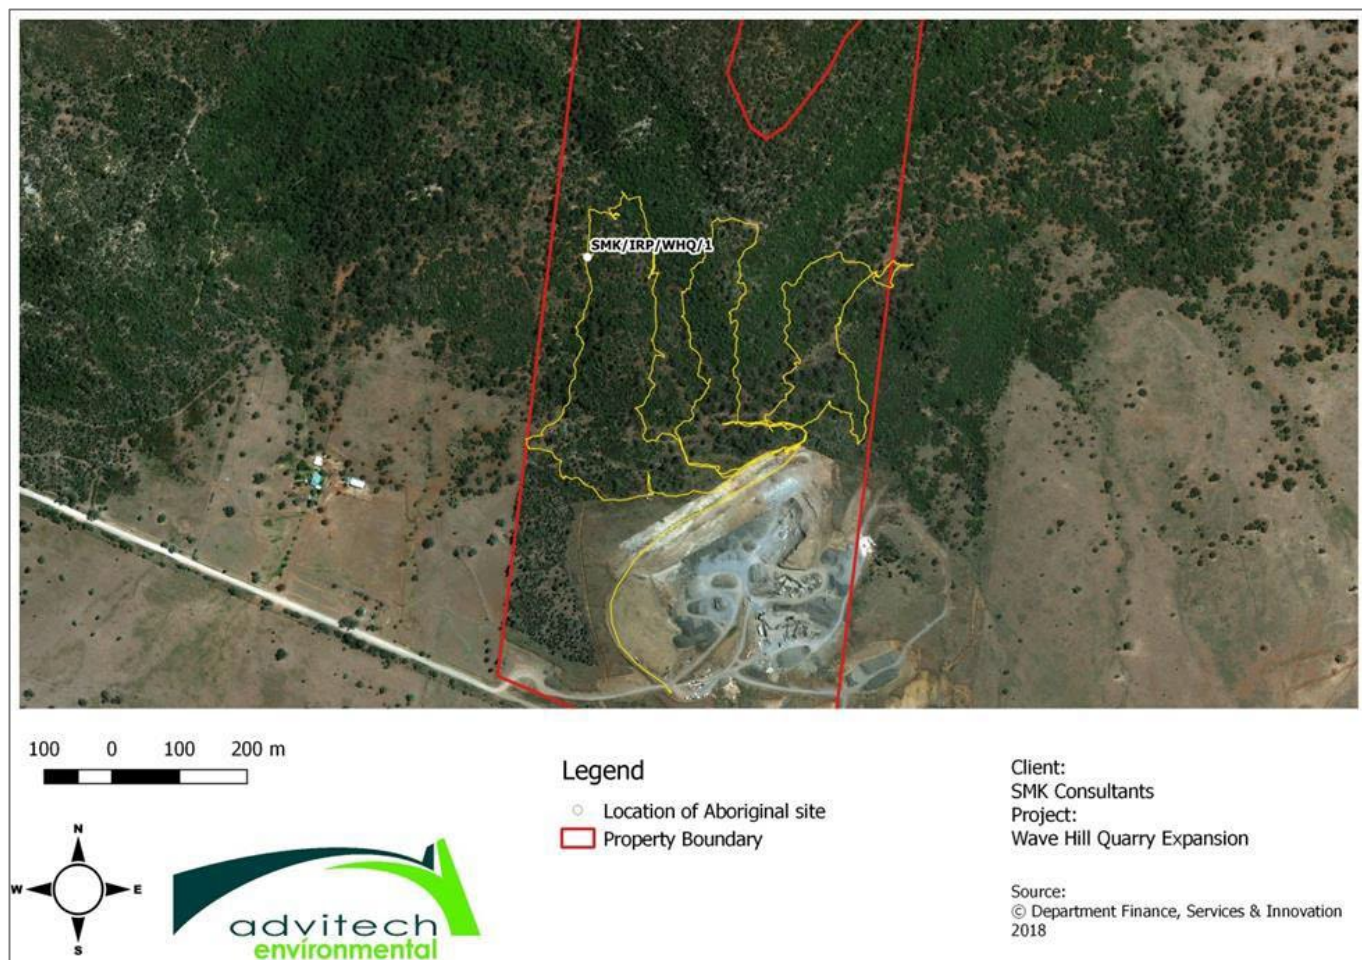 SMK/IRP/WHQ/1
100 0 100 200 m
N
W E
S
advitech
environmental
Legend
Location of Aboriginal site
Property Boundary
Client:
SMK Consultants
Project:
Wave Hill Quarry Expansion
Source:
© Department Finance, Services & Innovation
2018